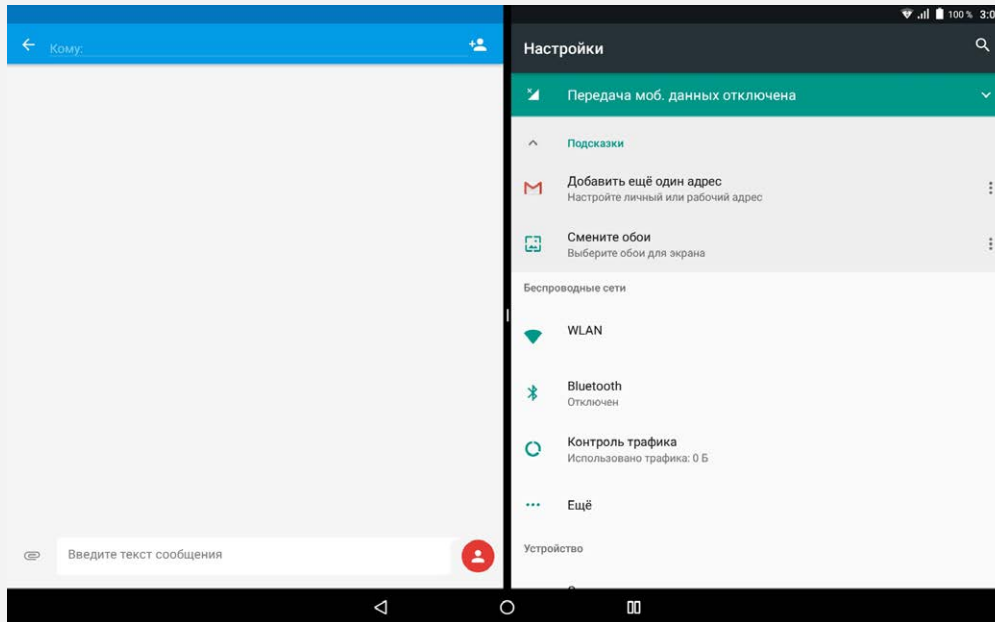 Кому:
Введите текст сообщения
100 % 3:0
Настройки
Передача моб. данных отключена
Подсказки
Добавить ещё один адрес
Настройте личный или рабочий адрес
Смените обои
Выберите обои для экрана
Беспроводные сети
WLAN
Bluetooth
Отключен
Контроль трафика
Использовано трафика: 0 Б
Ещё
Устройство